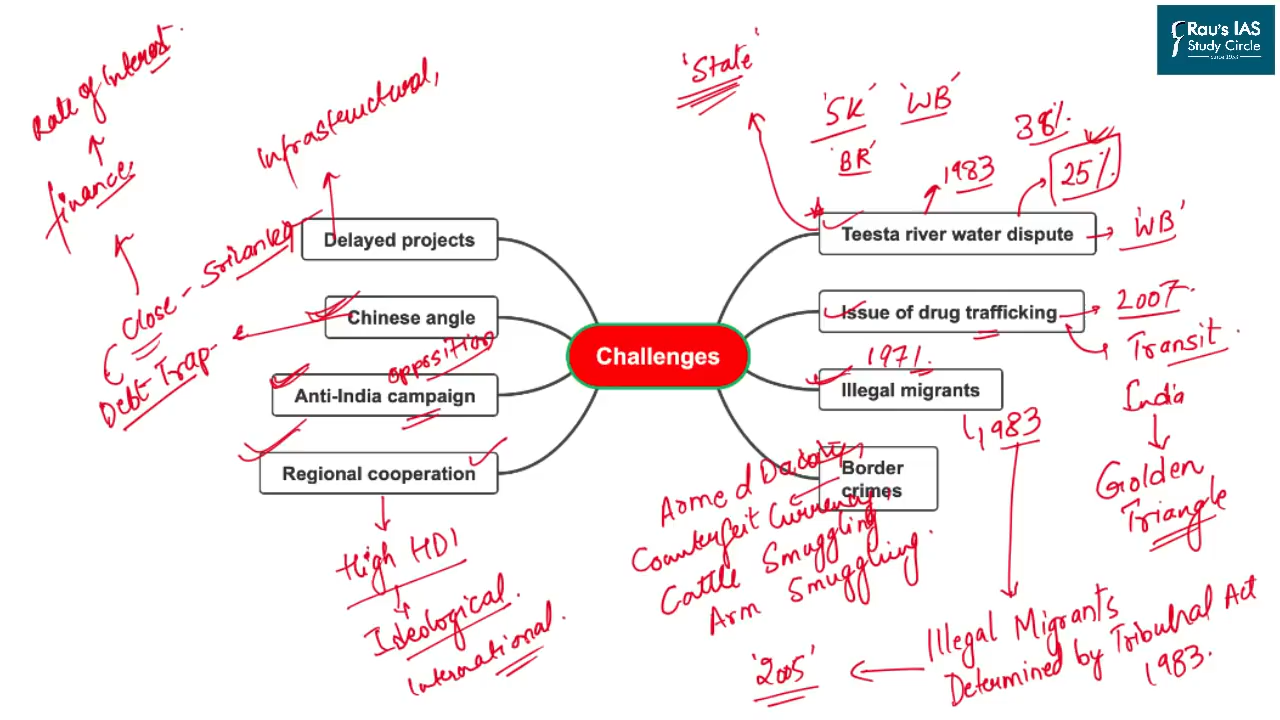 Rau's IAS
Study Circle
SINCE 1953
Rate of Interest.
finance,
Infrastructural,
Delayed projects
Close - Srilanka
Chinese angle
Debt Trap-
opposition
Anti-India campaign
Regional cooperation
High HDI
Ideological.
International.
Challenges
'State'
'SK' 'WB'
'BR'
1983
38%.
25%.
Teesta river water dispute
'WB'
Issue of drug trafficking
2007.
Transit.
India
Golden
Triangle
1971.
Illegal migrants
1983
Border
crimes
Armed Dacoity,
Counterfeit Currency,
Cattle Smuggling
Arm Smuggling.
Illegal Migrants
Determined by Tribunal Act
1983.
'2005'